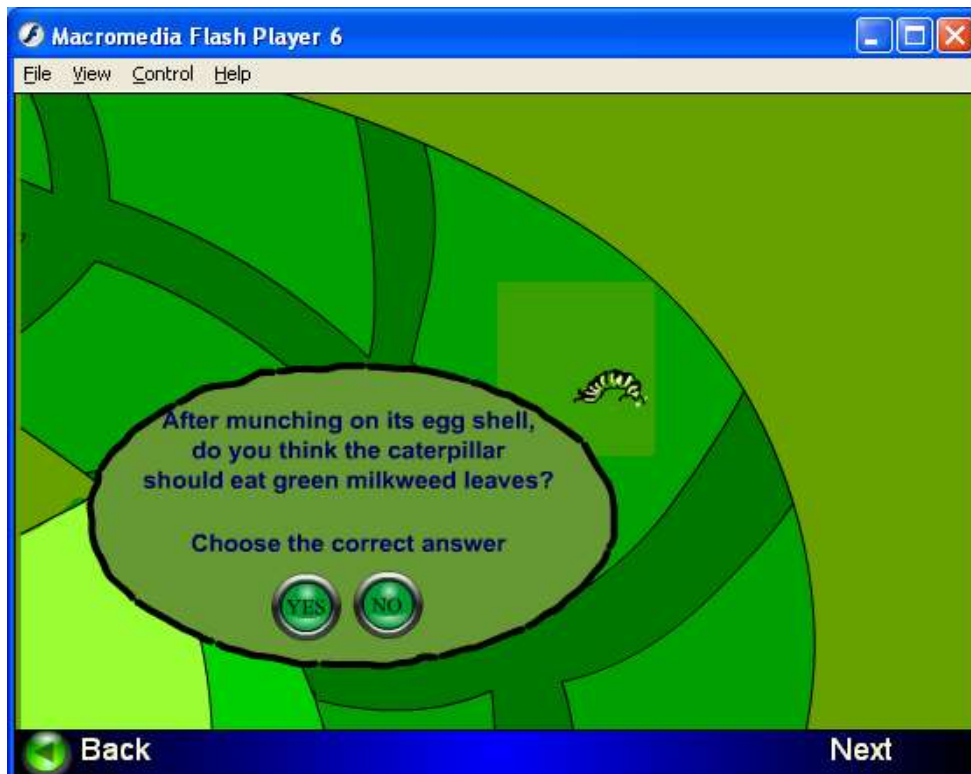 Macromedia Flash Player 6
File View Control Help
After munching on its egg shell,
do you think the caterpillar
should eat green milkweed leaves?
Choose the correct answer
YES NO
Back Next